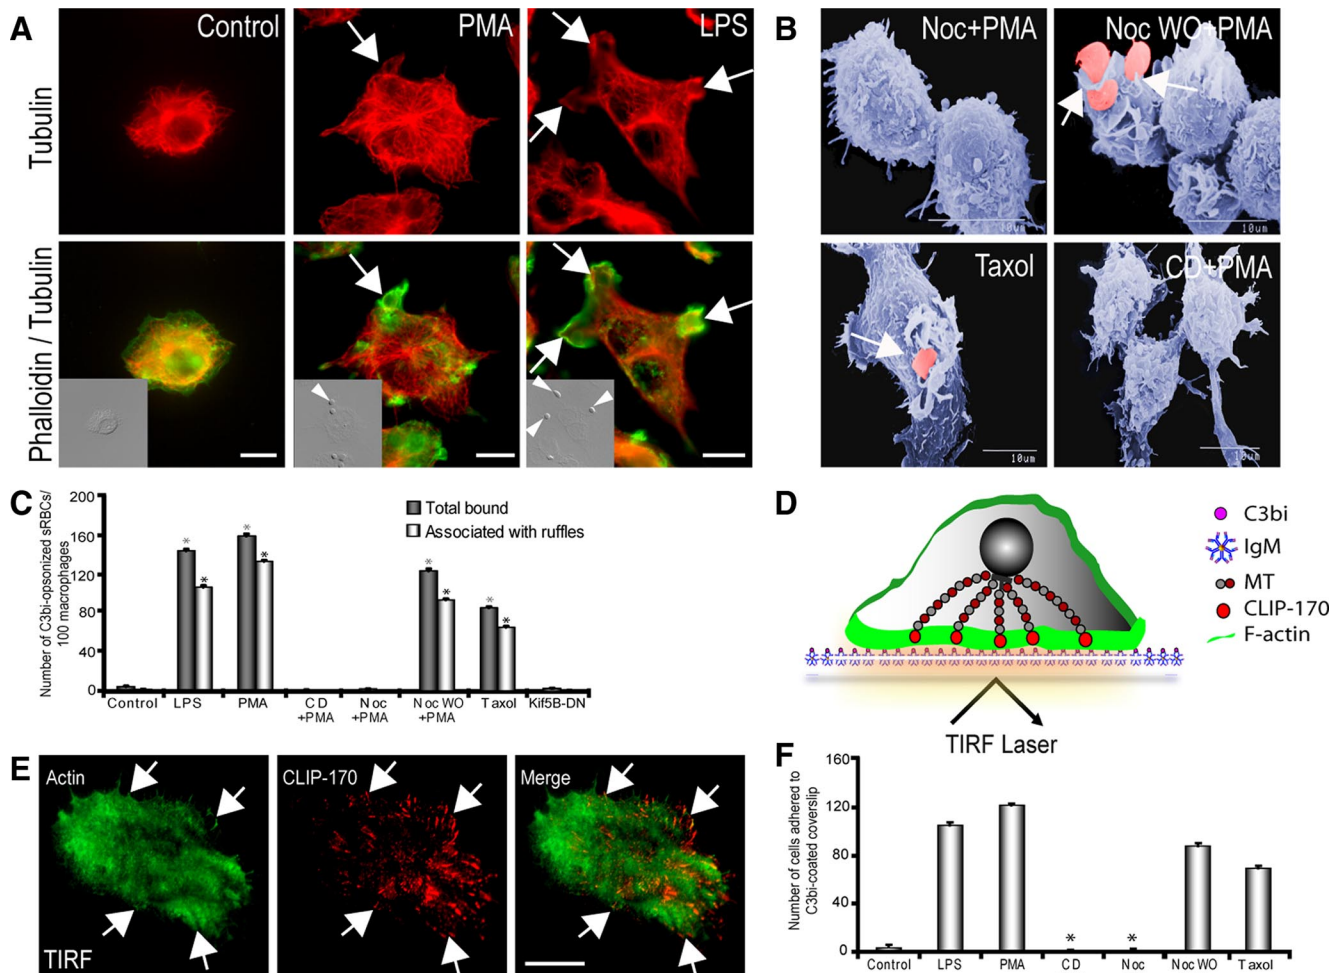 A
Control
PMA
LPS
Tubulin
Phalloidin / Tubulin
B
Noc+PMA
Noc WO+PMA
10um
Taxol
CD+PMA
10um
10um
C
Number of C3bi-opsonized sRBCs/
100 macrophages
200
160
120
80
40
0
Total bound
Associated with ruffles
*
*
*
*
*
*
*
*
Control
LPS
PMA
CD
+PMA
Noc
+PMA
Noc WO
+PMA
Taxol
Kif5B-DN
D
C3bi
IgM
MT
CLIP-170
F-actin
TIRF Laser
E
Actin
CLIP-170
Merge
TIRF
F
Number of cells adhered to
C3bi-coated coverslip
160
120
80
40
0
*
*
Control
LPS
PMA
CD
Noc
Noc WO
Taxol